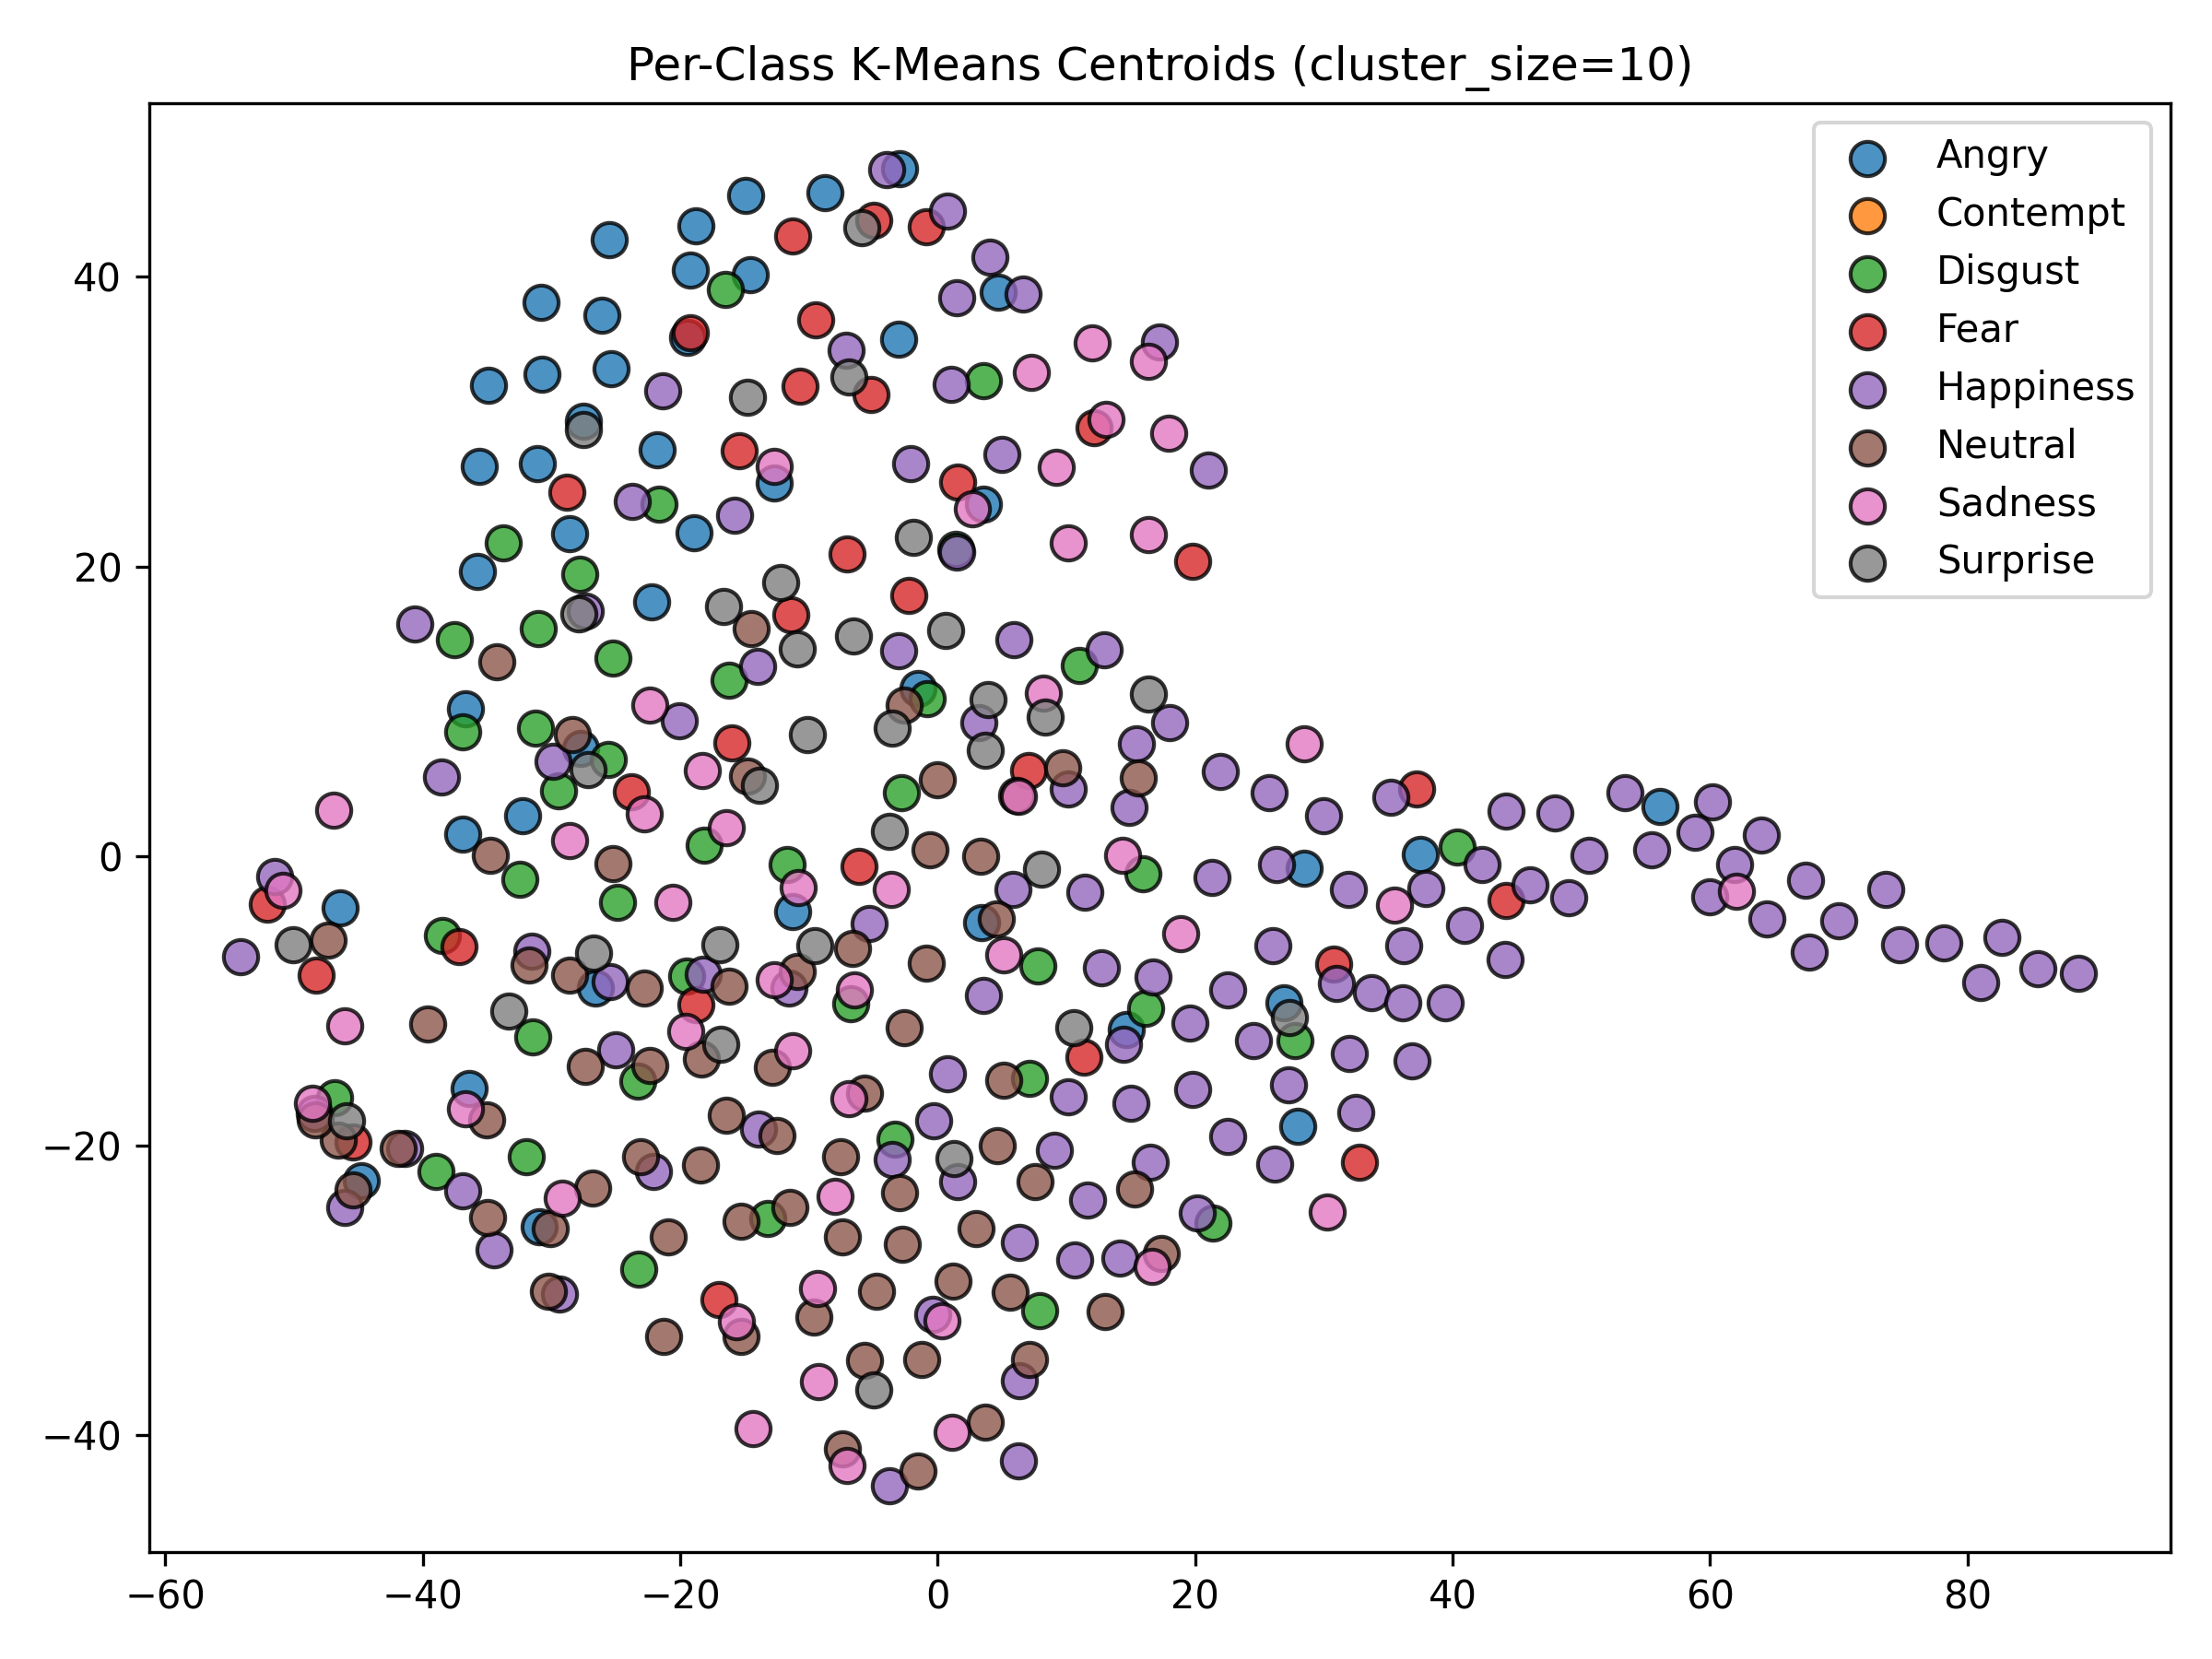 Per-Class K-Means Centroids (cluster_size=10)
Angry
Contempt
Disgust
Fear
Happiness
Neutral
Sadness
Surprise
40
20
0
−20
−40
−60 −40 −20 0 20 40 60 80